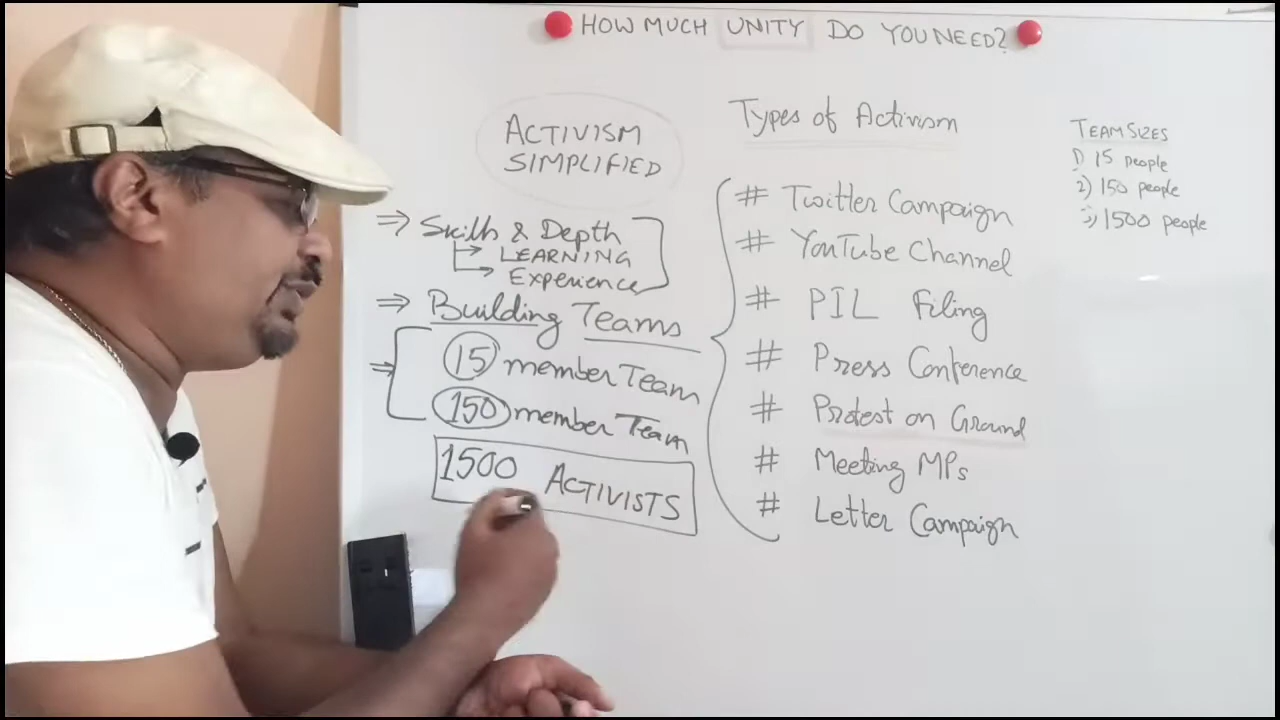 HOW MUCH UNITY DO YOU NEED?
ACTIVISM
SIMPLIFIED
⇒ Skills & Depth
→ LEARNING
→ Experience
⇒ Building Teams
⇒ 15 member Team
150 member Team
1500 ACTIVISTS
Types of Activism
# Twitter Campaign
# YouTube Channel
# PIL Filing
# Press Conference
# Protest on Ground
# Meeting MPs
# Letter Campaign
TEAM SIZES
1) 15 people
2) 150 people
3) 1500 people